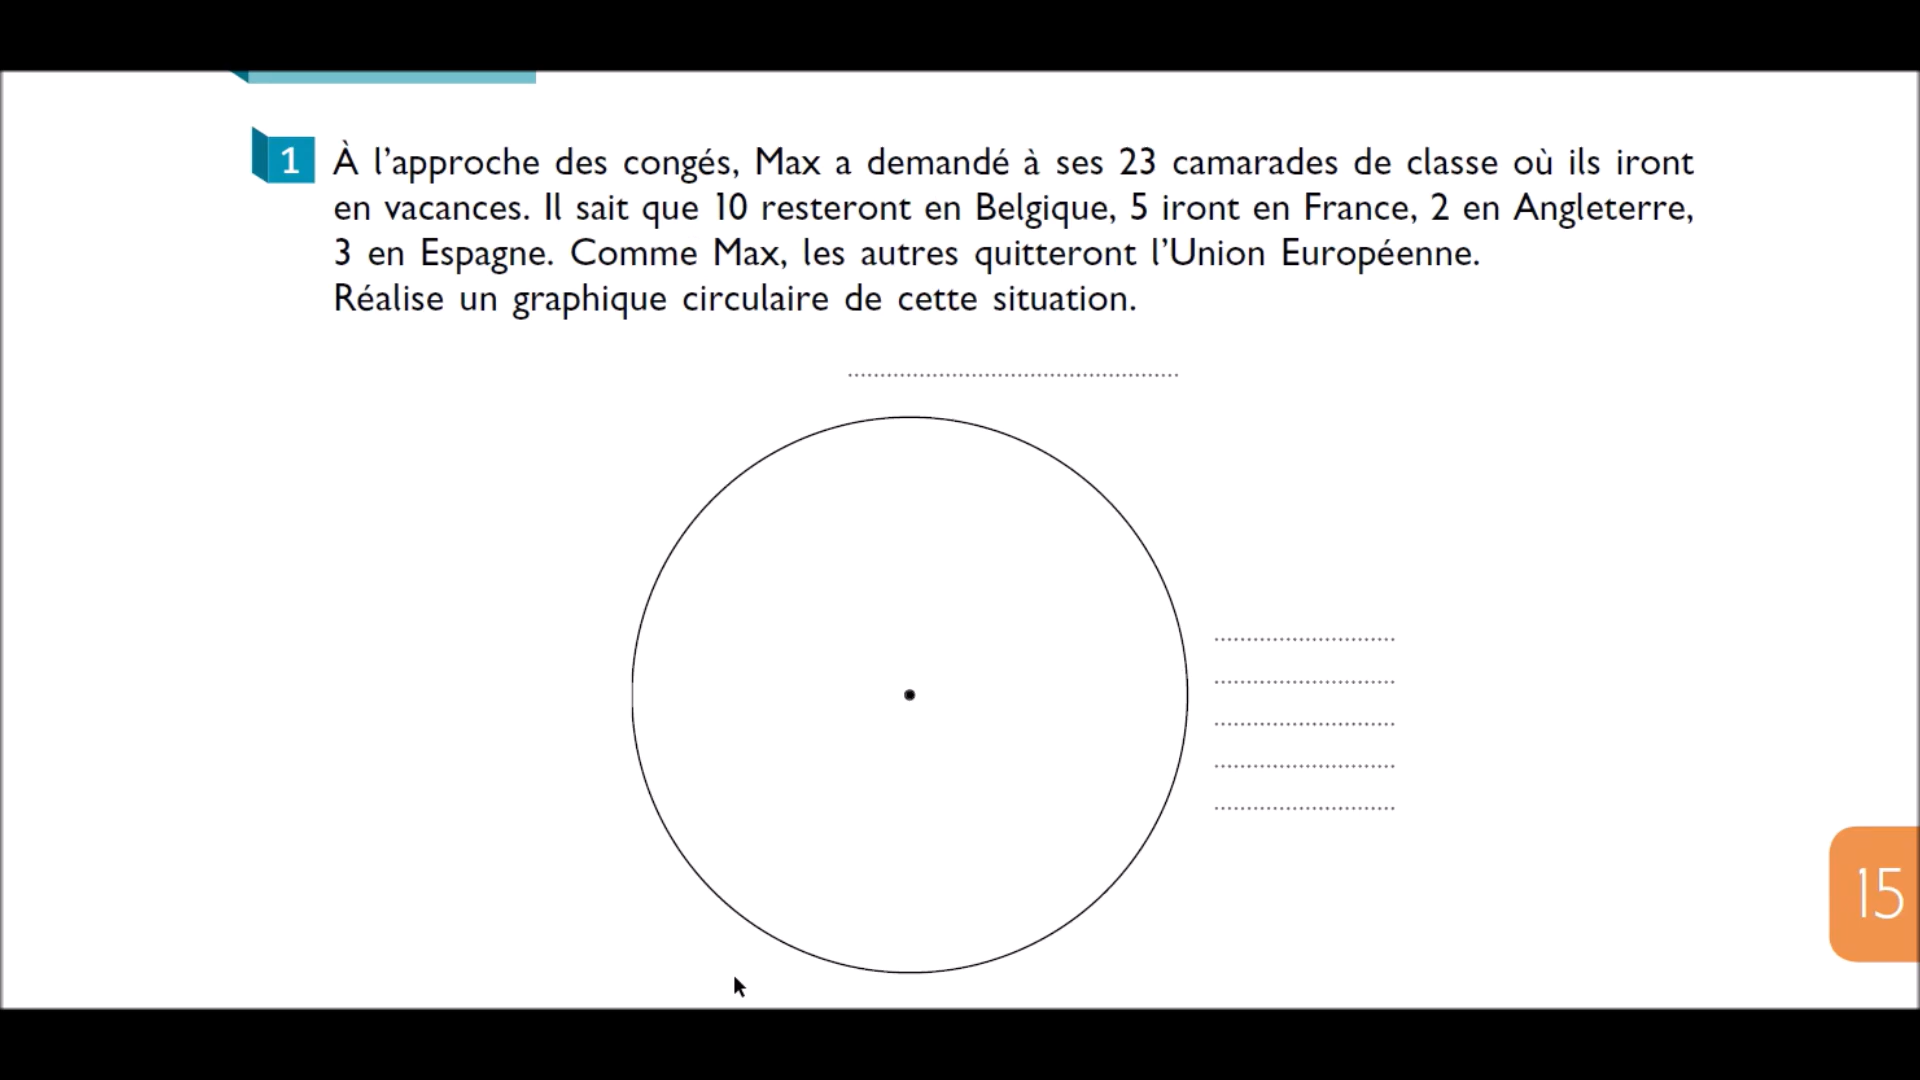 1 À l’approche des congés, Max a demandé à ses 23 camarades de classe où ils iront
en vacances. Il sait que 10 resteront en Belgique, 5 iront en France, 2 en Angleterre,
3 en Espagne. Comme Max, les autres quitteront l’Union Européenne.
Réalise un graphique circulaire de cette situation.
15